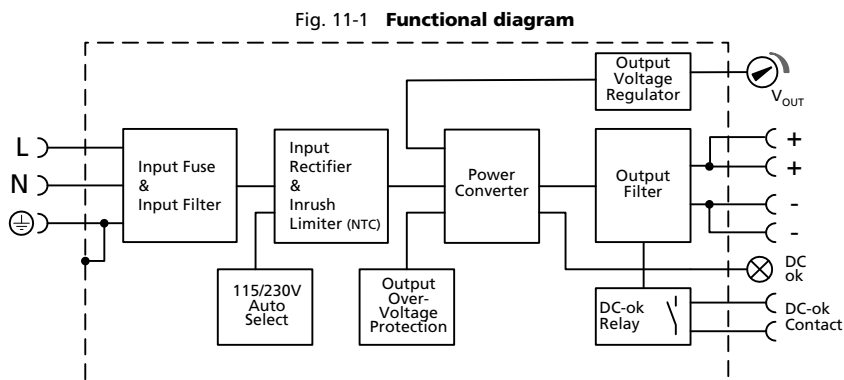 Fig. 11-1 Functional diagram
Output
Voltage
Regulator
VOUT
L
N
Input Fuse
&
Input Filter
Input
Rectifier
&
Inrush
Limiter (NTC)
Power
Converter
Output
Filter
+
+
-
-
115/230V
Auto
Select
Output
Over-
Voltage
Protection
DC
ok
DC-ok
Relay
DC-ok
Contact